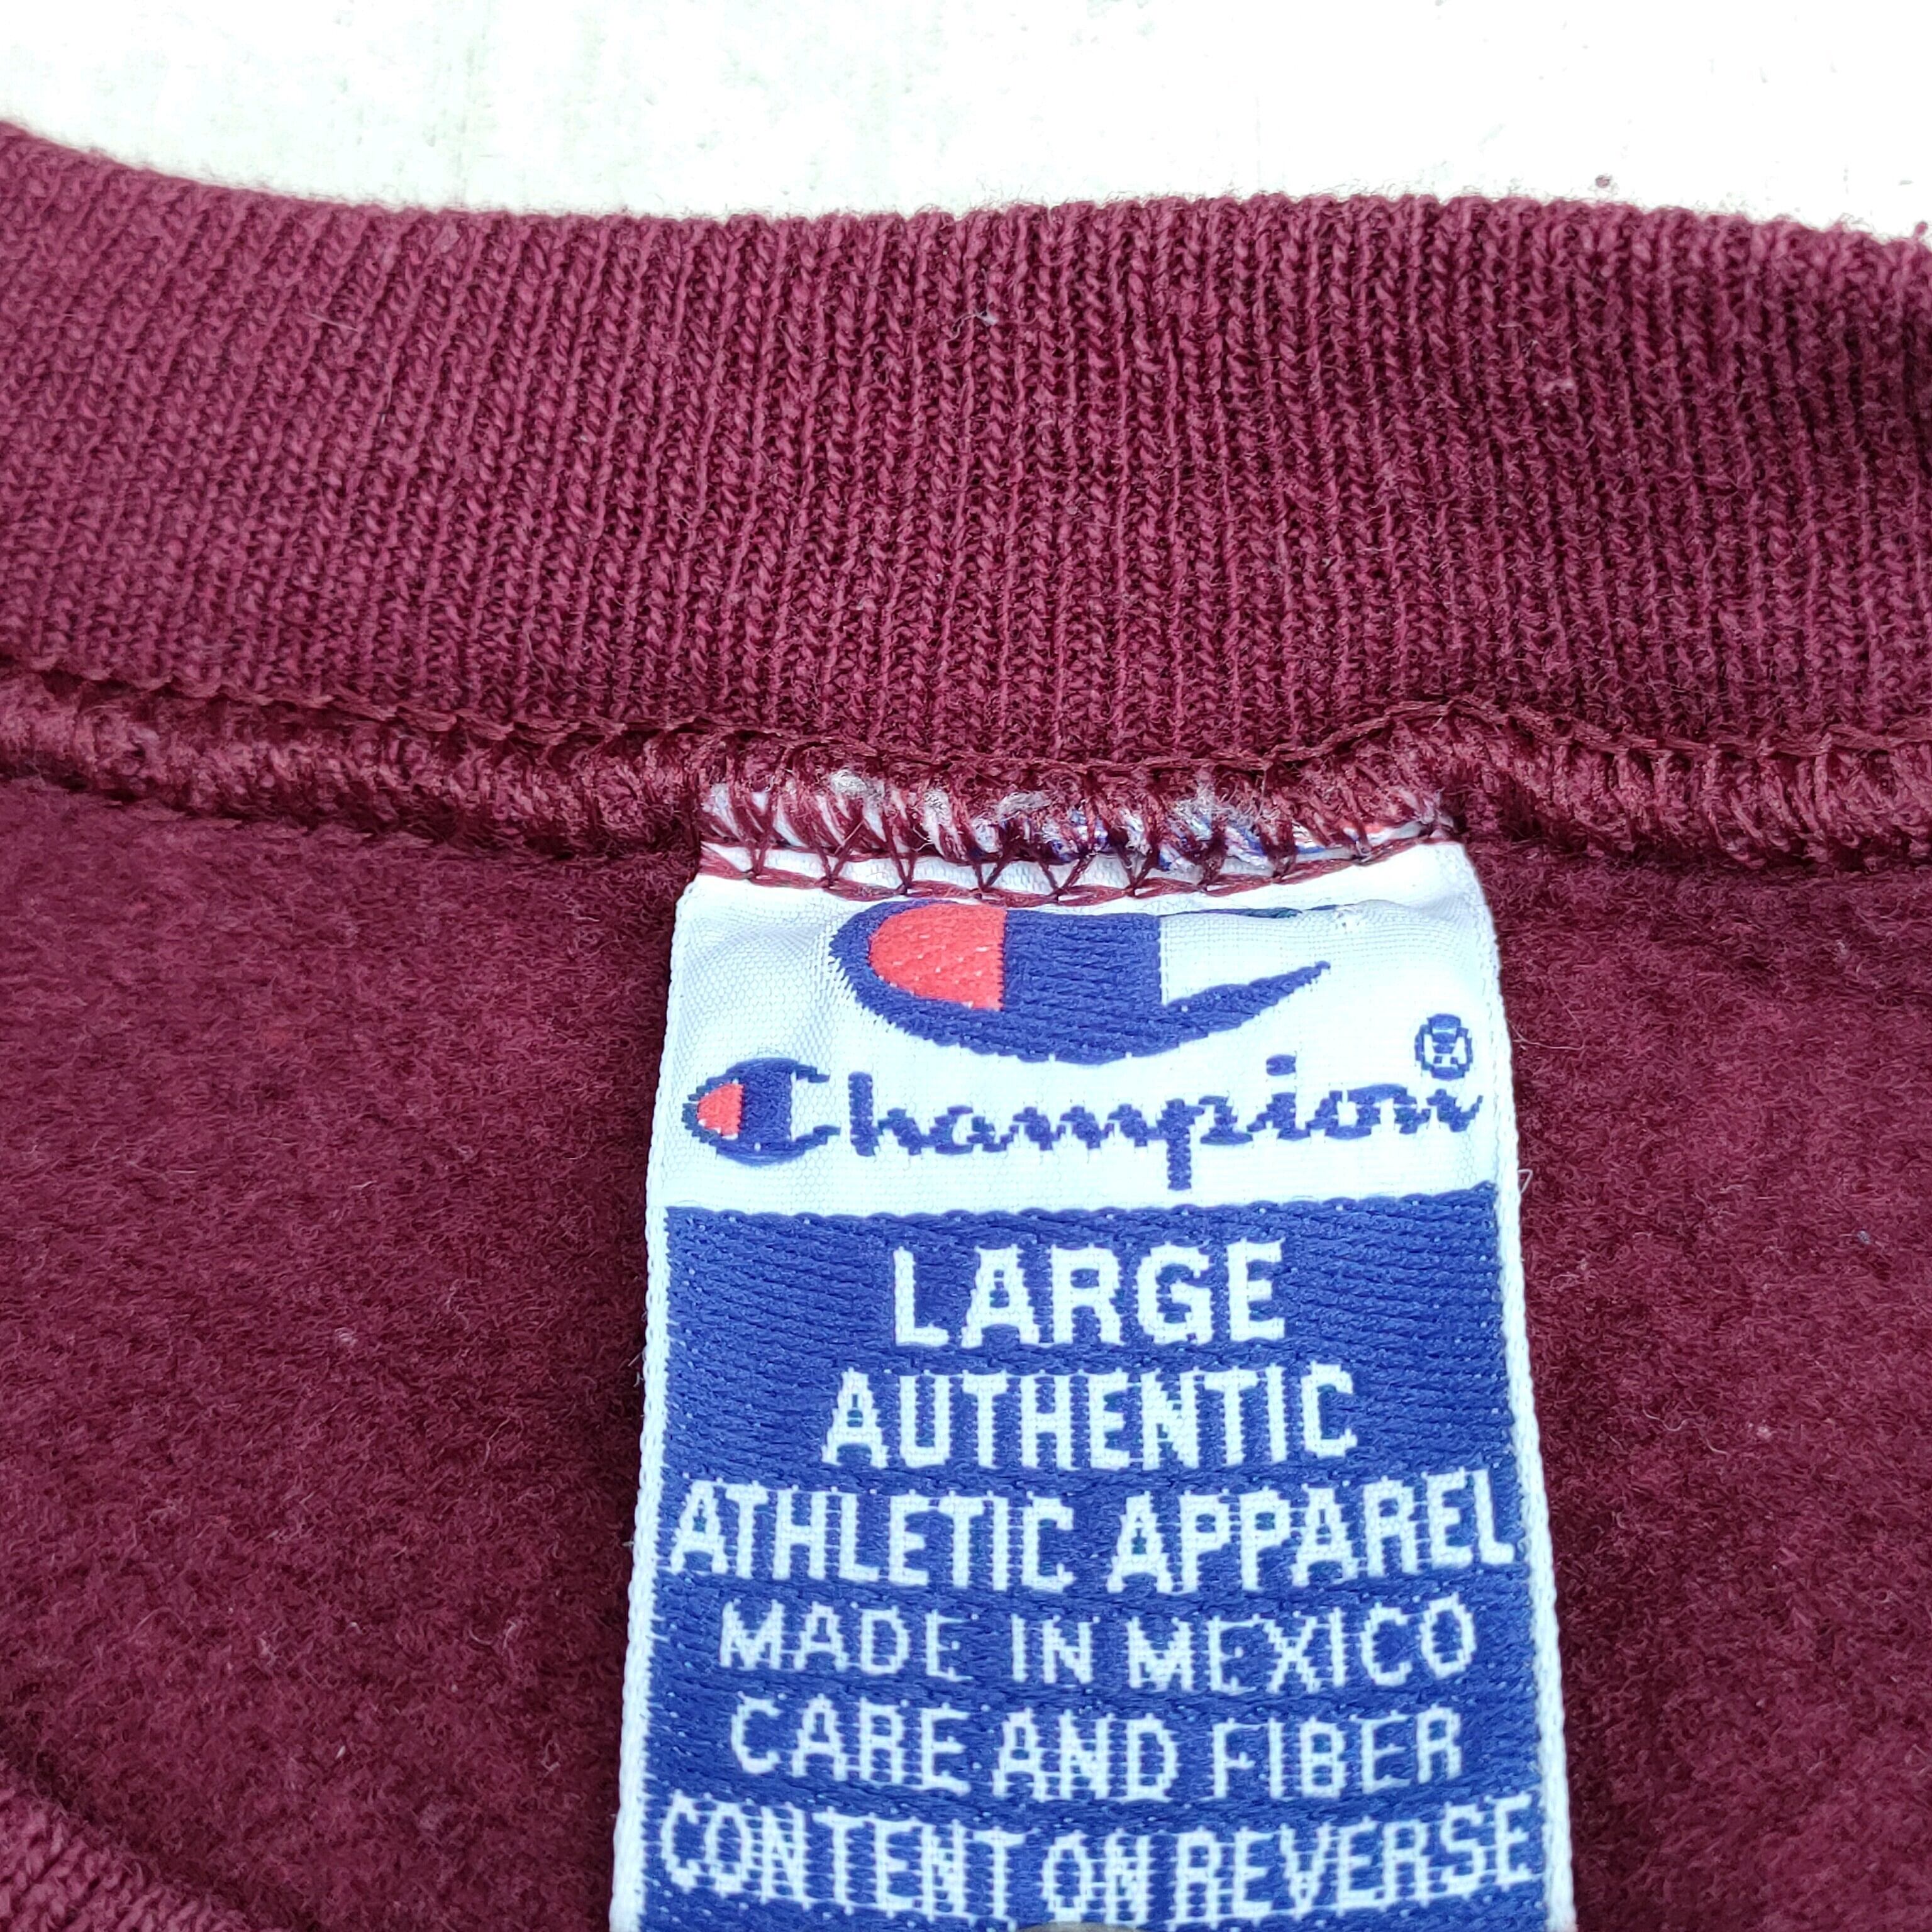 Champion®
LARGE
AUTHENTIC
ATHLETIC APPAREL
MADE IN MEXICO
CARE AND FIBER
CONTENT ON REVERSE